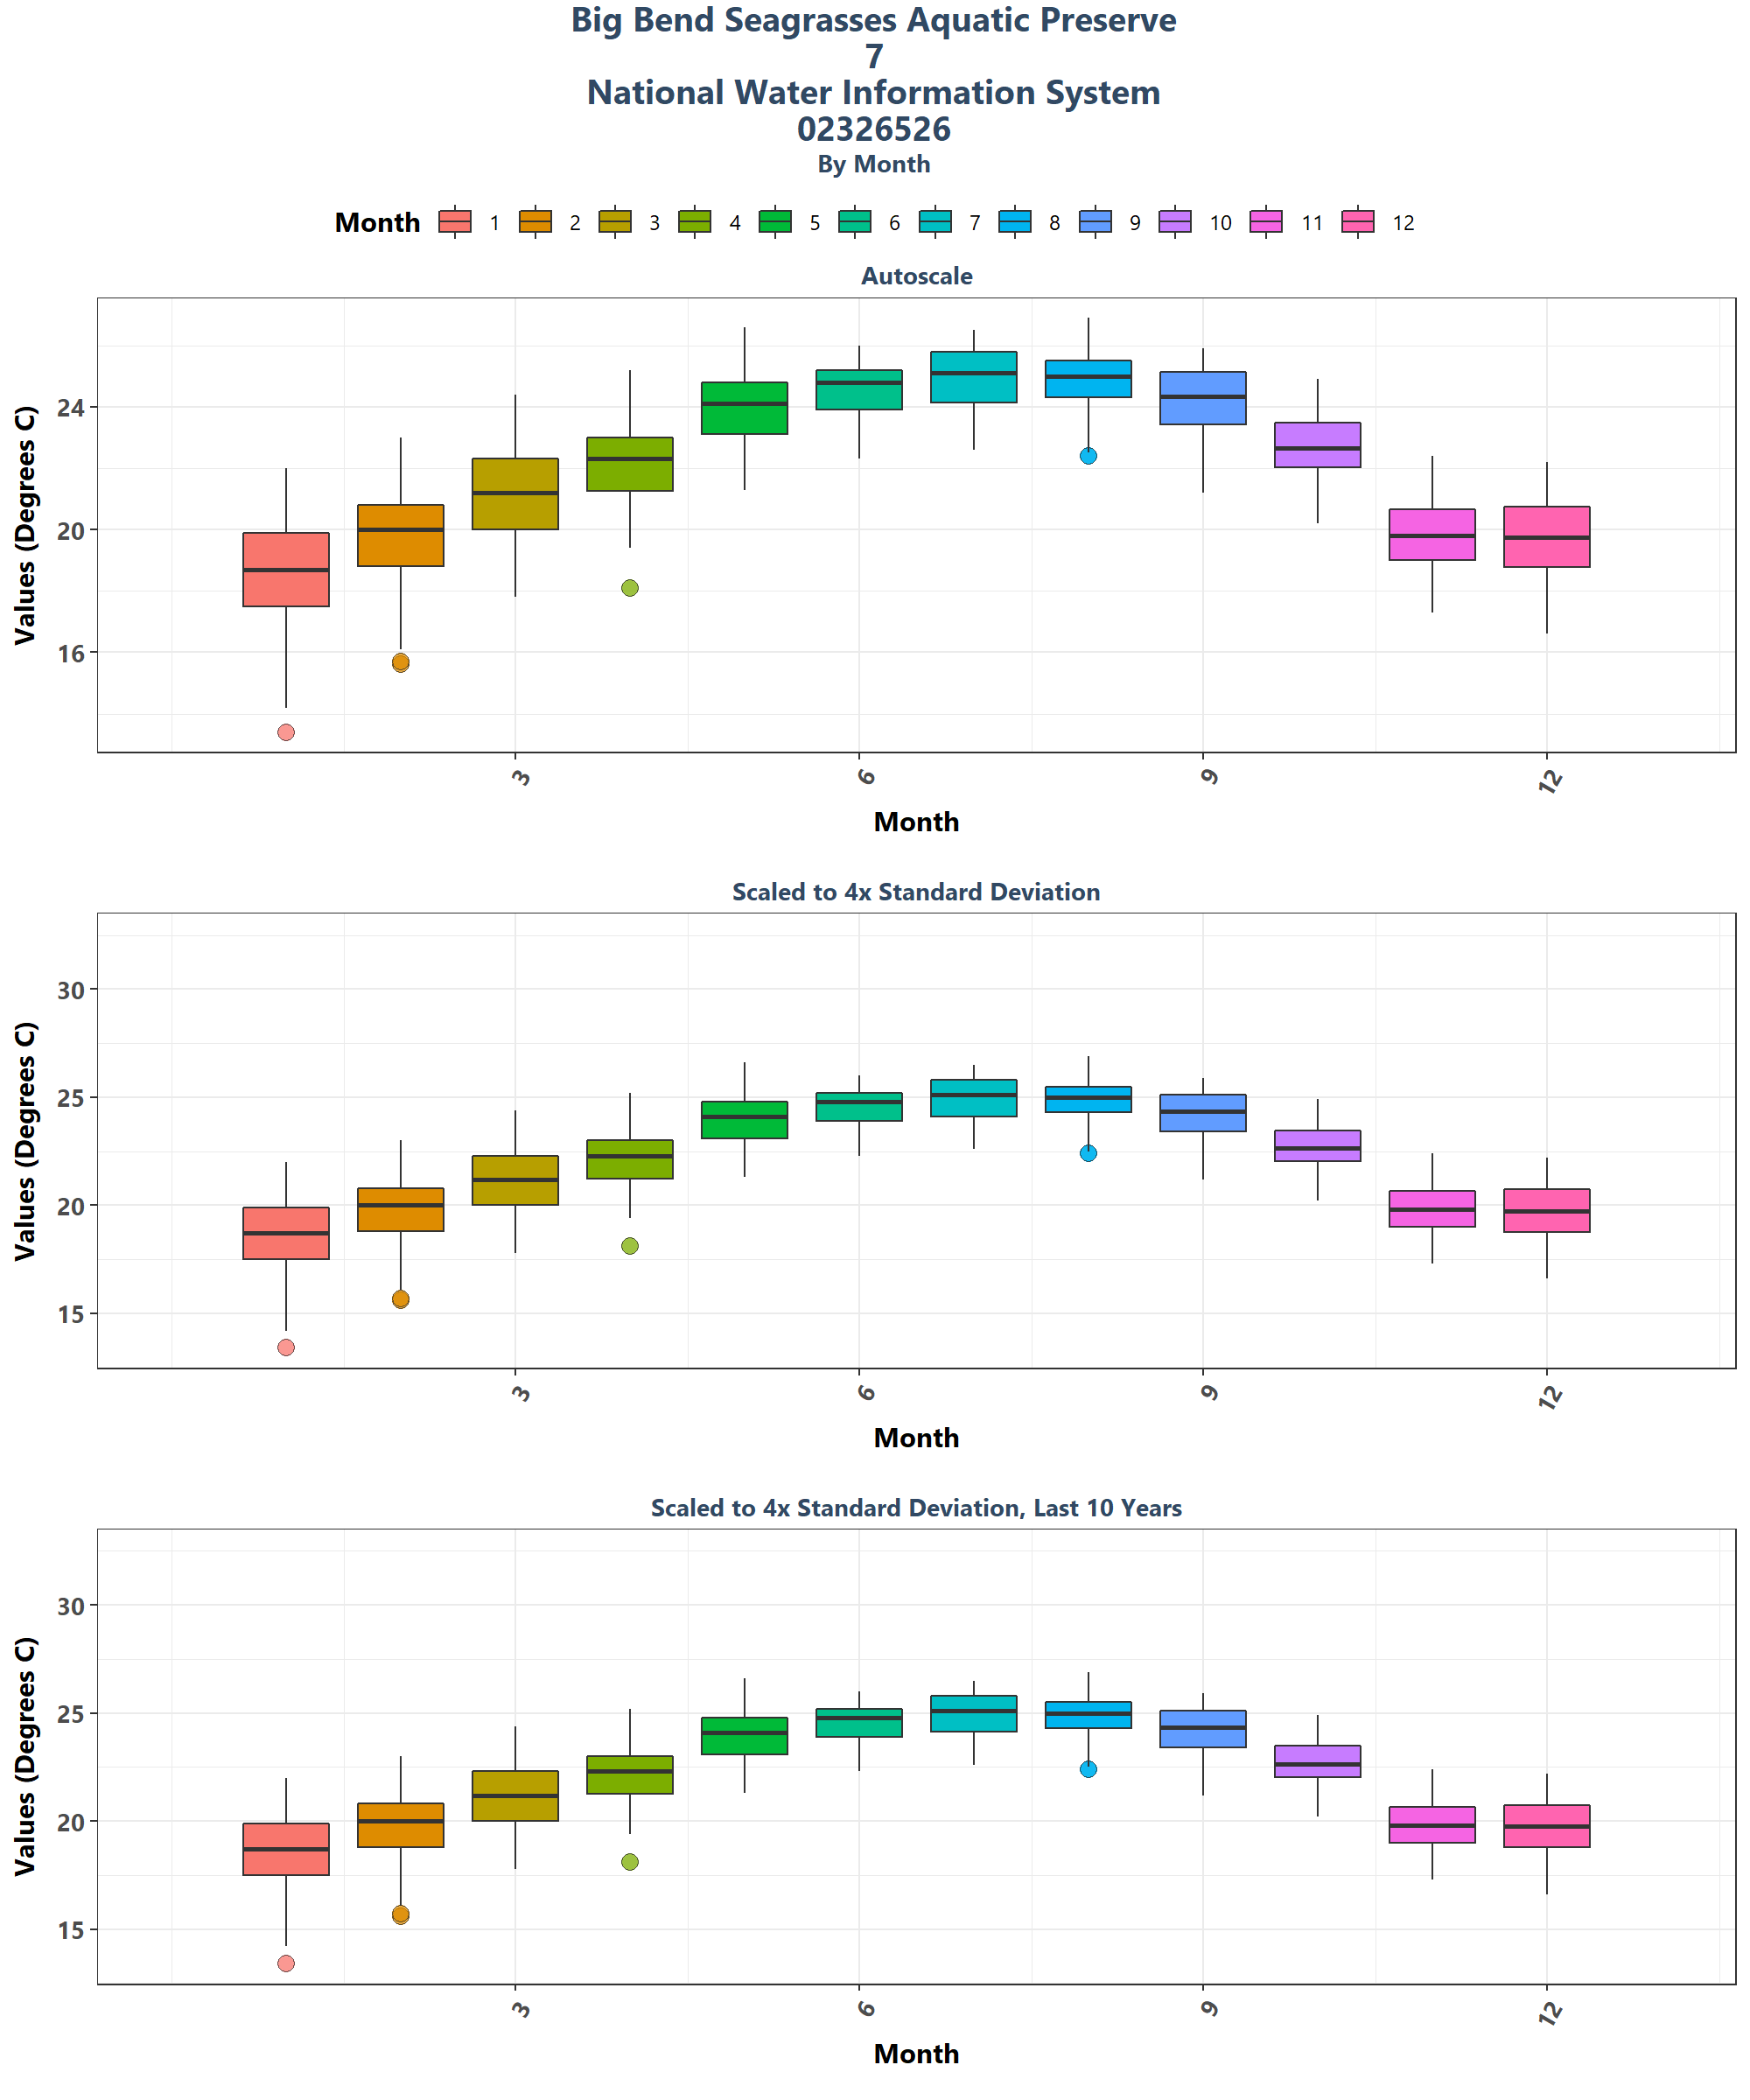 Big Bend Seagrasses Aquatic Preserve
7
National Water Information System
02326526
By Month
Month 1 2 3 4 5 6 7 8 9 10 11 12
Autoscale
Values (Degrees C)
24
20
16
3 6 9 12
Month
Scaled to 4x Standard Deviation
Values (Degrees C)
30
25
20
15
3 6 9 12
Month
Scaled to 4x Standard Deviation, Last 10 Years
Values (Degrees C)
30
25
20
15
3 6 9 12
Month